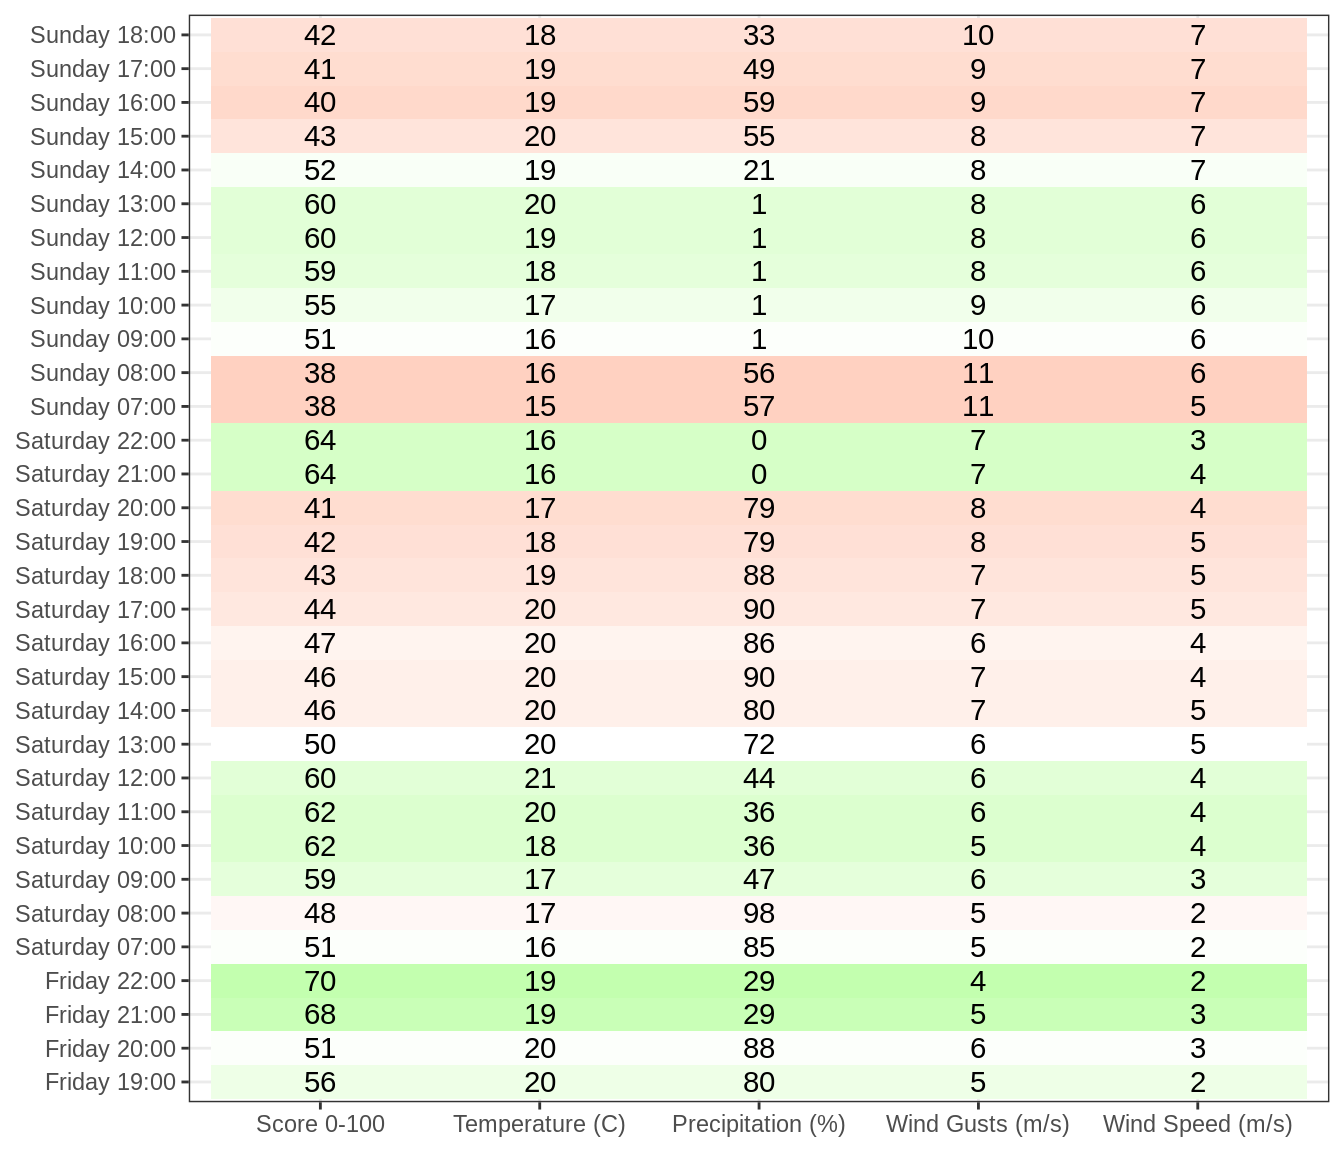 Sunday 18:00 42 18 33 10 7
Sunday 17:00 41 19 49 9 7
Sunday 16:00 40 19 59 9 7
Sunday 15:00 43 20 55 8 7
Sunday 14:00 52 19 21 8 7
Sunday 13:00 60 20 1 8 6
Sunday 12:00 60 19 1 8 6
Sunday 11:00 59 18 1 8 6
Sunday 10:00 55 17 1 9 6
Sunday 09:00 51 16 1 10 6
Sunday 08:00 38 16 56 11 6
Sunday 07:00 38 15 57 11 5
Saturday 22:00 64 16 0 7 3
Saturday 21:00 64 16 0 7 4
Saturday 20:00 41 17 79 8 4
Saturday 19:00 42 18 79 8 5
Saturday 18:00 43 19 88 7 5
Saturday 17:00 44 20 90 7 5
Saturday 16:00 47 20 86 6 4
Saturday 15:00 46 20 90 7 4
Saturday 14:00 46 20 80 7 5
Saturday 13:00 50 20 72 6 5
Saturday 12:00 60 21 44 6 4
Saturday 11:00 62 20 36 6 4
Saturday 10:00 62 18 36 5 4
Saturday 09:00 59 17 47 6 3
Saturday 08:00 48 17 98 5 2
Saturday 07:00 51 16 85 5 2
Friday 22:00 70 19 29 4 2
Friday 21:00 68 19 29 5 3
Friday 20:00 51 20 88 6 3
Friday 19:00 56 20 80 5 2
Score 0-100 Temperature (C) Precipitation (%) Wind Gusts (m/s) Wind Speed (m/s)